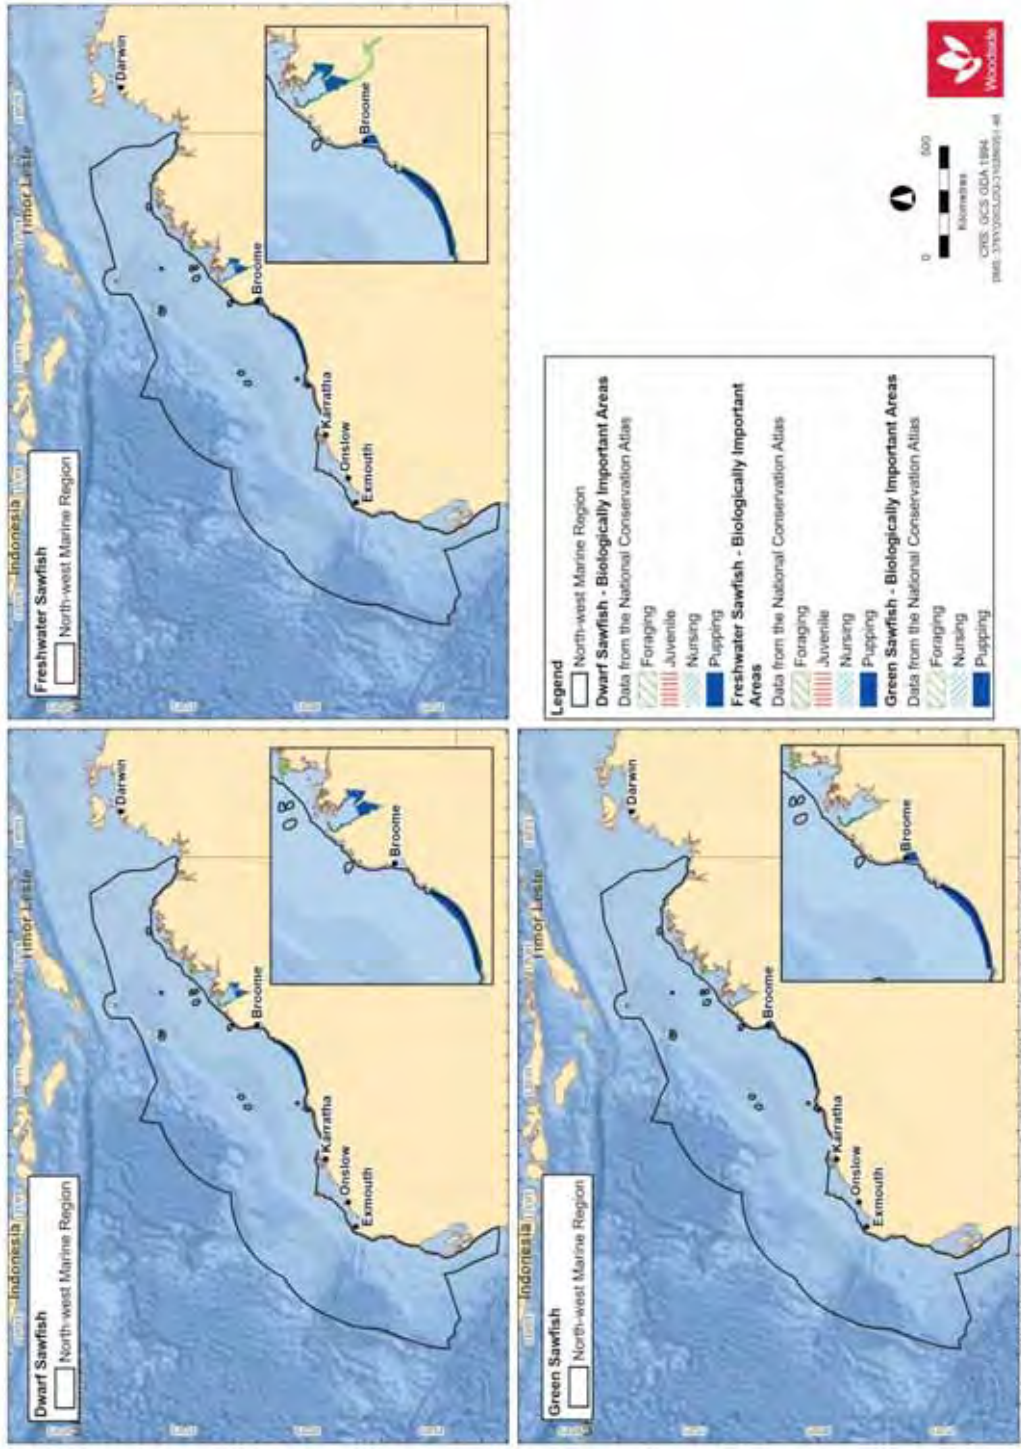 Dwarf Sawfish
North-west Marine Region
Indonesia
Timor Leste
Darwin
Broome
Karratha
Onslow
Exmouth
Broome
Freshwater Sawfish
North-west Marine Region
Indonesia
Timor Leste
Darwin
Broome
Karratha
Onslow
Exmouth
Broome
Green Sawfish
North-west Marine Region
Indonesia
Timor Leste
Darwin
Broome
Karratha
Onslow
Exmouth
Broome
Legend
North-west Marine Region
Dwarf Sawfish - Biologically Important Areas
Data from the National Conservation Atlas
Foraging
Juvenile
Nursing
Pupping
Freshwater Sawfish - Biologically Important
Areas
Data from the National Conservation Atlas
Foraging
Juvenile
Nursing
Pupping
Green Sawfish - Biologically Important Areas
Data from the National Conservation Atlas
Foraging
Nursing
Pupping
0 500
Kilometres
CRS: GCS GDA 1994
Woodside